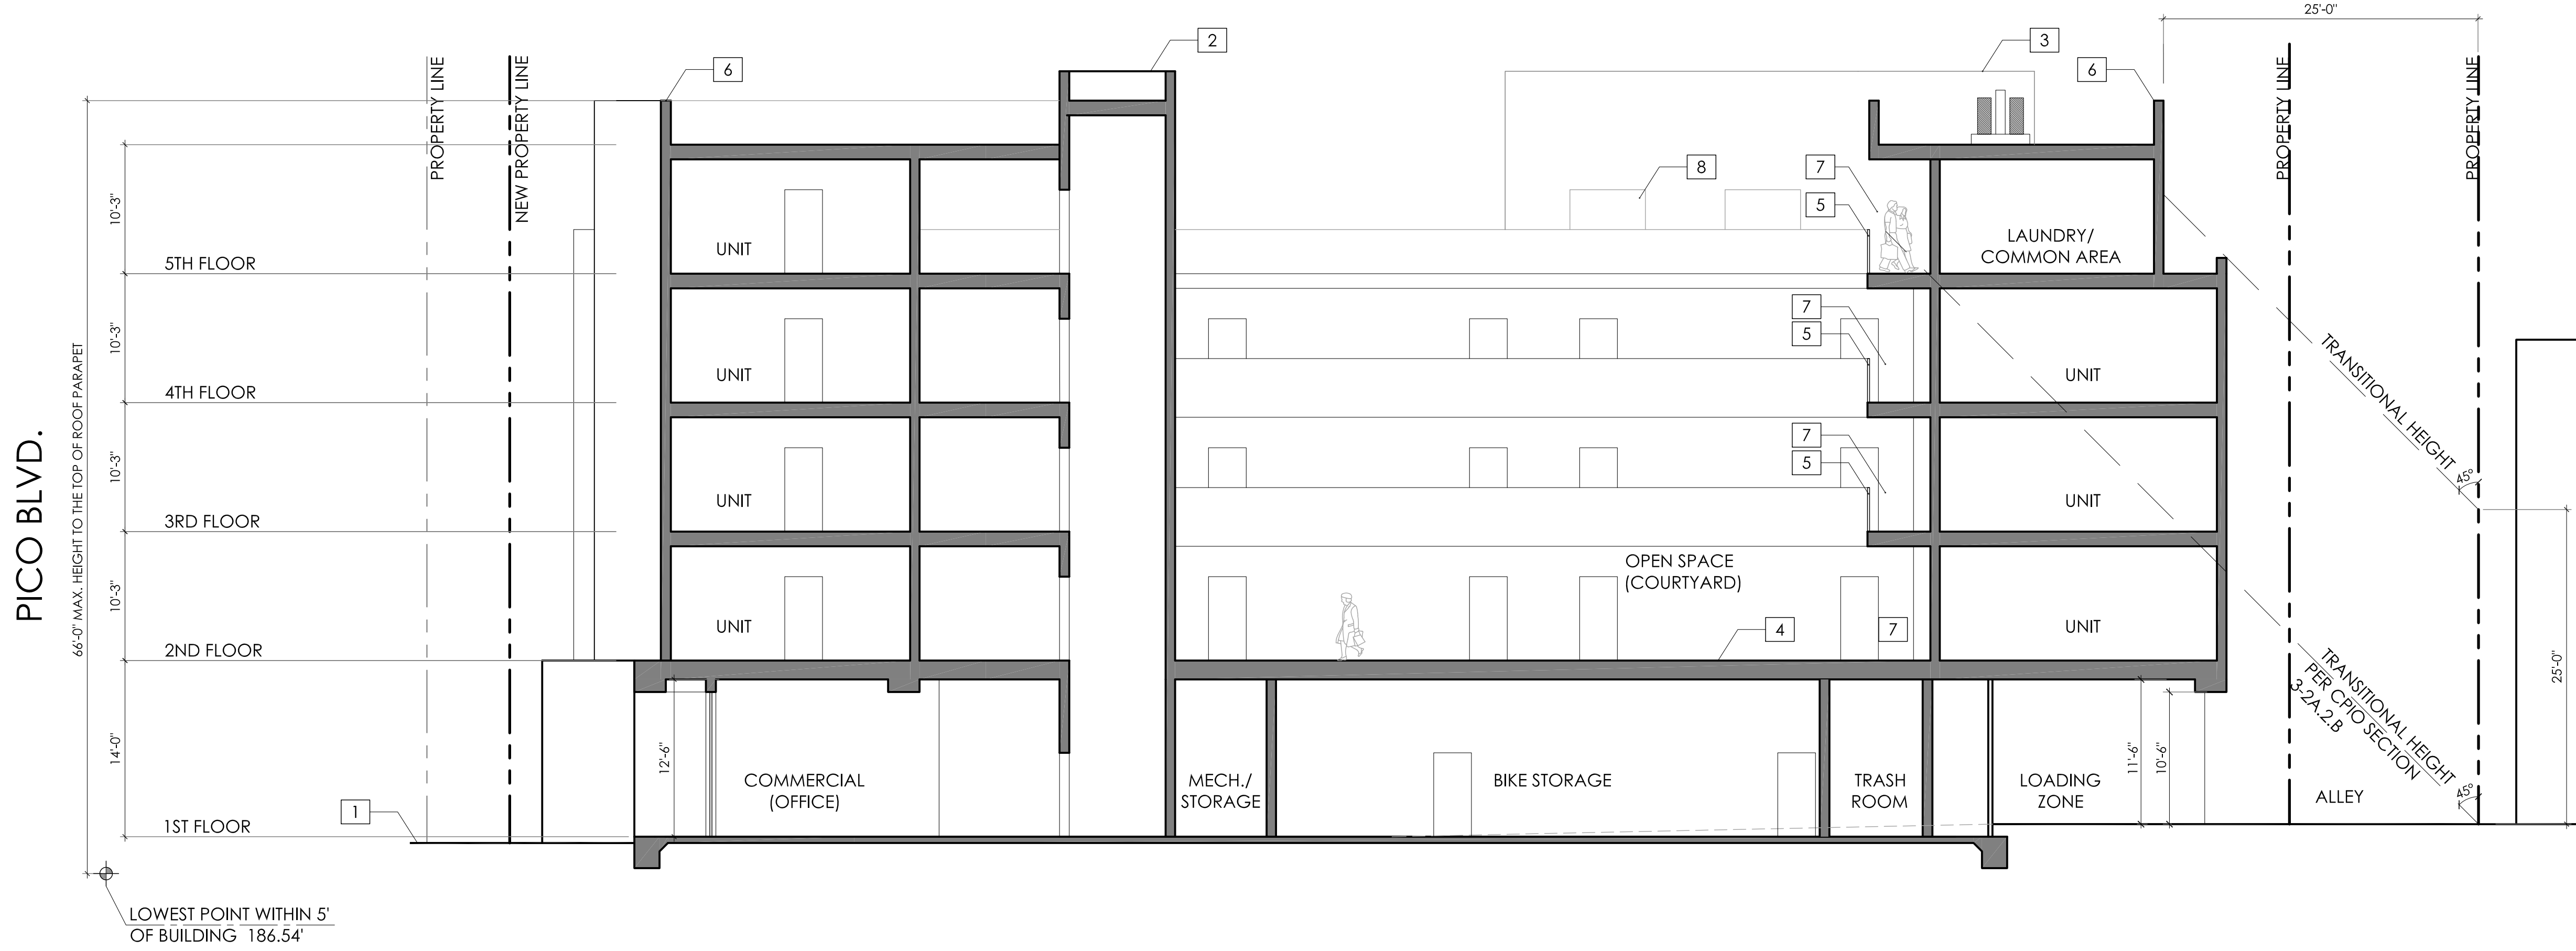 25'-0"
2
3
6
6
PROPERTY LINE
NEW PROPERTY LINE
PROPERTY LINE
PROPERTY LINE
8
7
5
10'-3"
UNIT
LAUNDRY/
COMMON AREA
5TH FLOOR
7
5
10'-3"
UNIT
UNIT
TRANSITIONAL HEIGHT
45°
4TH FLOOR
PICO BLVD.
66'-0" MAX. HEIGHT TO THE TOP OF ROOF PARAPET
7
5
10'-3"
UNIT
UNIT
3RD FLOOR
OPEN SPACE
(COURTYARD)
10'-3"
UNIT
4
7
UNIT
2ND FLOOR
25'-0"
TRANSITIONAL HEIGHT
PER CPIO SECTION
3-2A.2.B
45°
14'-0"
12'-6"
COMMERCIAL
(OFFICE)
MECH./
STORAGE
BIKE STORAGE
TRASH
ROOM
LOADING
ZONE
11'-6"
10'-6"
ALLEY
1
1ST FLOOR
LOWEST POINT WITHIN 5'
OF BUILDING 186.54'